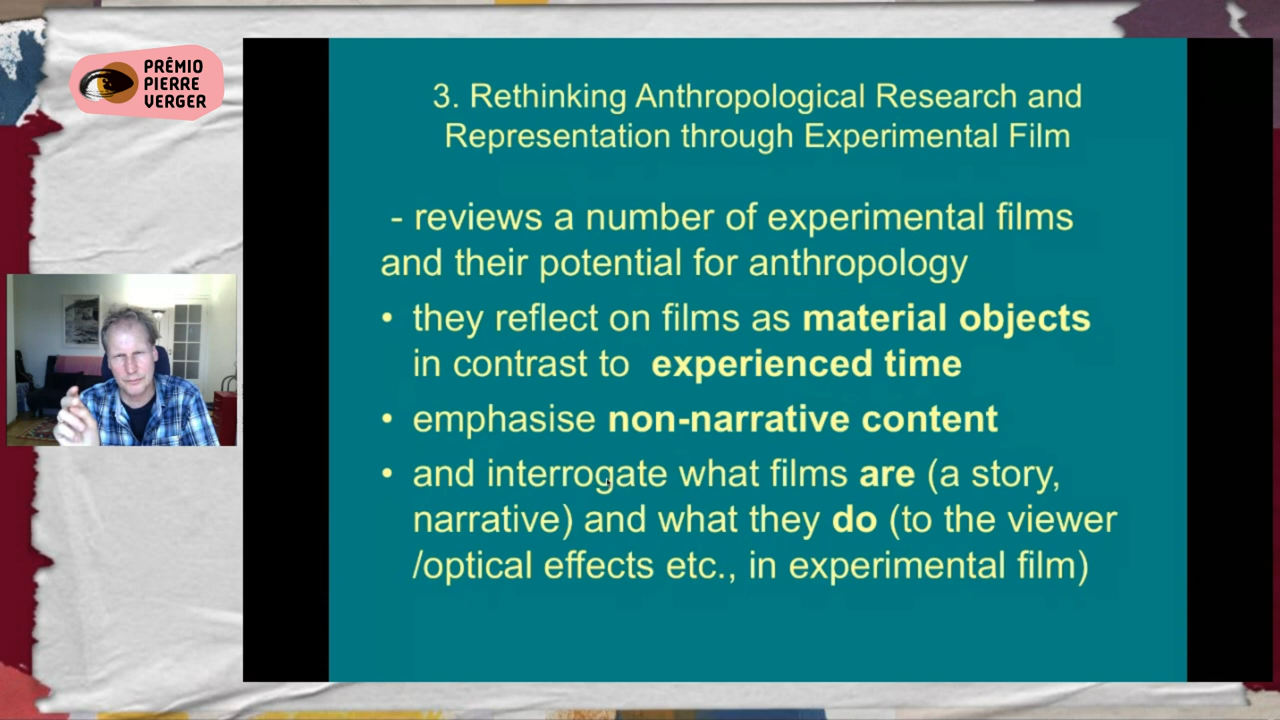 PRÊMIO
PIERRE
VERGER
3. Rethinking Anthropological Research and
Representation through Experimental Film
- reviews a number of experimental films
and their potential for anthropology
• they reflect on films as material objects
in contrast to experienced time
• emphasise non-narrative content
• and interrogate what films are (a story,
narrative) and what they do (to the viewer
/optical effects etc., in experimental film)